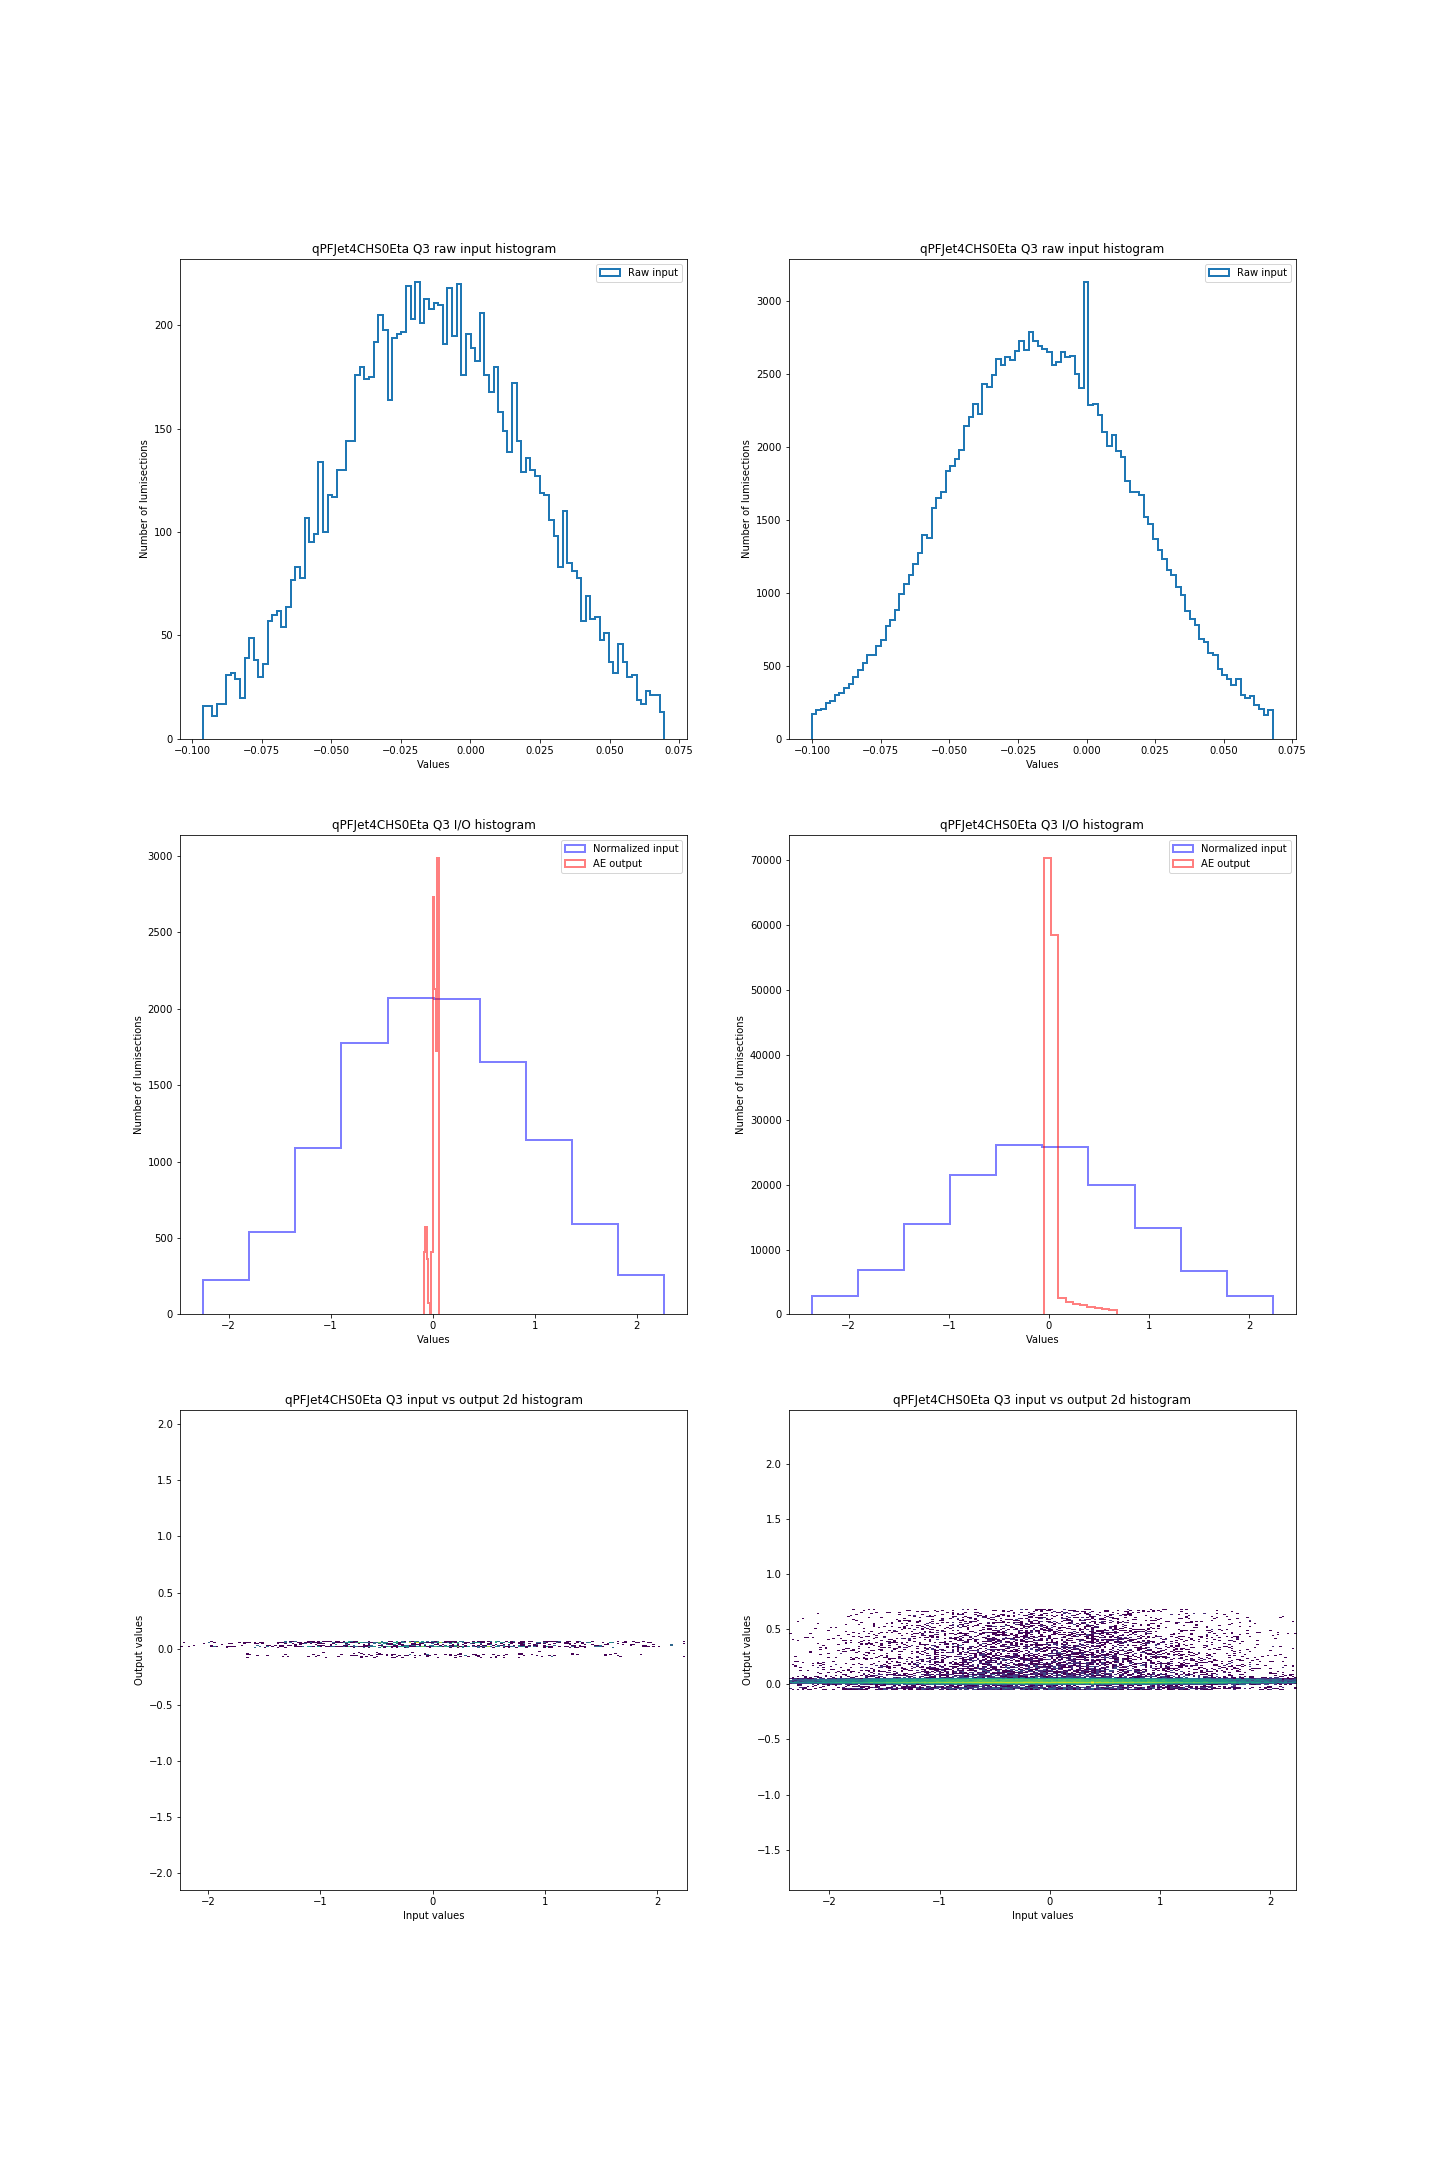 qPFJet4CHS0Eta Q3 raw input histogram
Raw input
Number of lumisections
200
150
100
50
0
−0.100 −0.075 −0.050 −0.025 0.000 0.025 0.050 0.075
Values
qPFJet4CHS0Eta Q3 raw input histogram
Raw input
Number of lumisections
3000
2500
2000
1500
1000
500
0
−0.100 −0.075 −0.050 −0.025 0.000 0.025 0.050 0.075
Values
qPFJet4CHS0Eta Q3 I/O histogram
Normalized input
AE output
Number of lumisections
3000
2500
2000
1500
1000
500
0
−2 −1 0 1 2
Values
qPFJet4CHS0Eta Q3 I/O histogram
Normalized input
AE output
Number of lumisections
70000
60000
50000
40000
30000
20000
10000
0
−2 −1 0 1 2
Values
qPFJet4CHS0Eta Q3 input vs output 2d histogram
Output values
2.0
1.5
1.0
0.5
0.0
−0.5
−1.0
−1.5
−2.0
−2 −1 0 1 2
Input values
qPFJet4CHS0Eta Q3 input vs output 2d histogram
Output values
2.0
1.5
1.0
0.5
0.0
−0.5
−1.0
−1.5
−2 −1 0 1 2
Input values